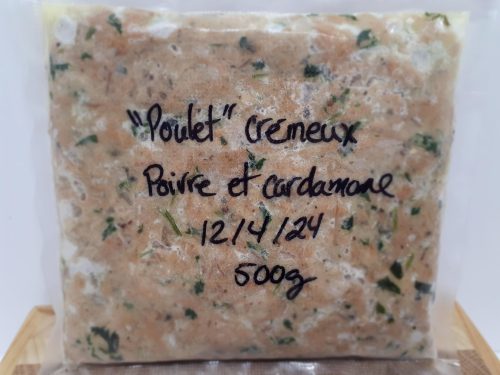 "Poulet" crémeux
Poivre et cardamone
12/4/24
500g